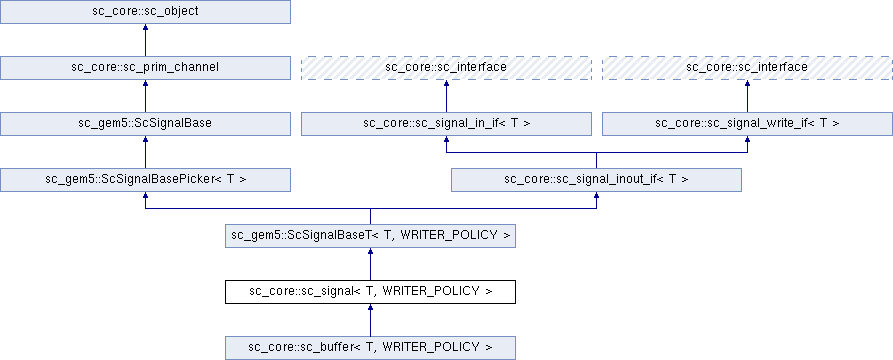 sc_core::sc_object
sc_core::sc_prim_channel
sc_core::sc_interface
sc_core::sc_interface
sc_gem5::ScSignalBase
sc_core::sc_signal_in_if< T >
sc_core::sc_signal_write_if< T >
sc_gem5::ScSignalBasePicker< T >
sc_core::sc_signal_inout_if< T >
sc_gem5::ScSignalBaseT< T, WRITER_POLICY >
sc_core::sc_signal< T, WRITER_POLICY >
sc_core::sc_buffer< T, WRITER_POLICY >